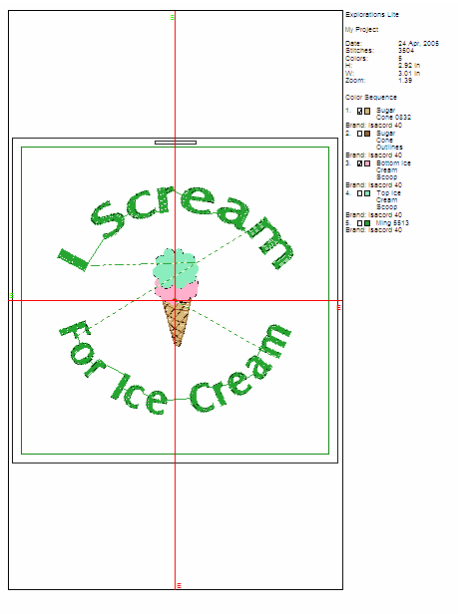 Explorations Lite
My Project
Date: 24 Apr, 2005
Stitches: 3504
Colors: 5
H: 2.92 in
W: 3.01 in
Zoom: 1.39
Color Sequence
1. Sugar
Cone 0832
Brand: Isacord 40
2. Sugar
Cone
Outlines
Brand: Isacord 40
3. Bottom Ice
Cream
Scoop
Brand: Isacord 40
4. Top Ice
Cream
Scoop
Brand: Isacord 40
5. Ming 5513
Brand: Isacord 40
I Scream
For Ice Cream